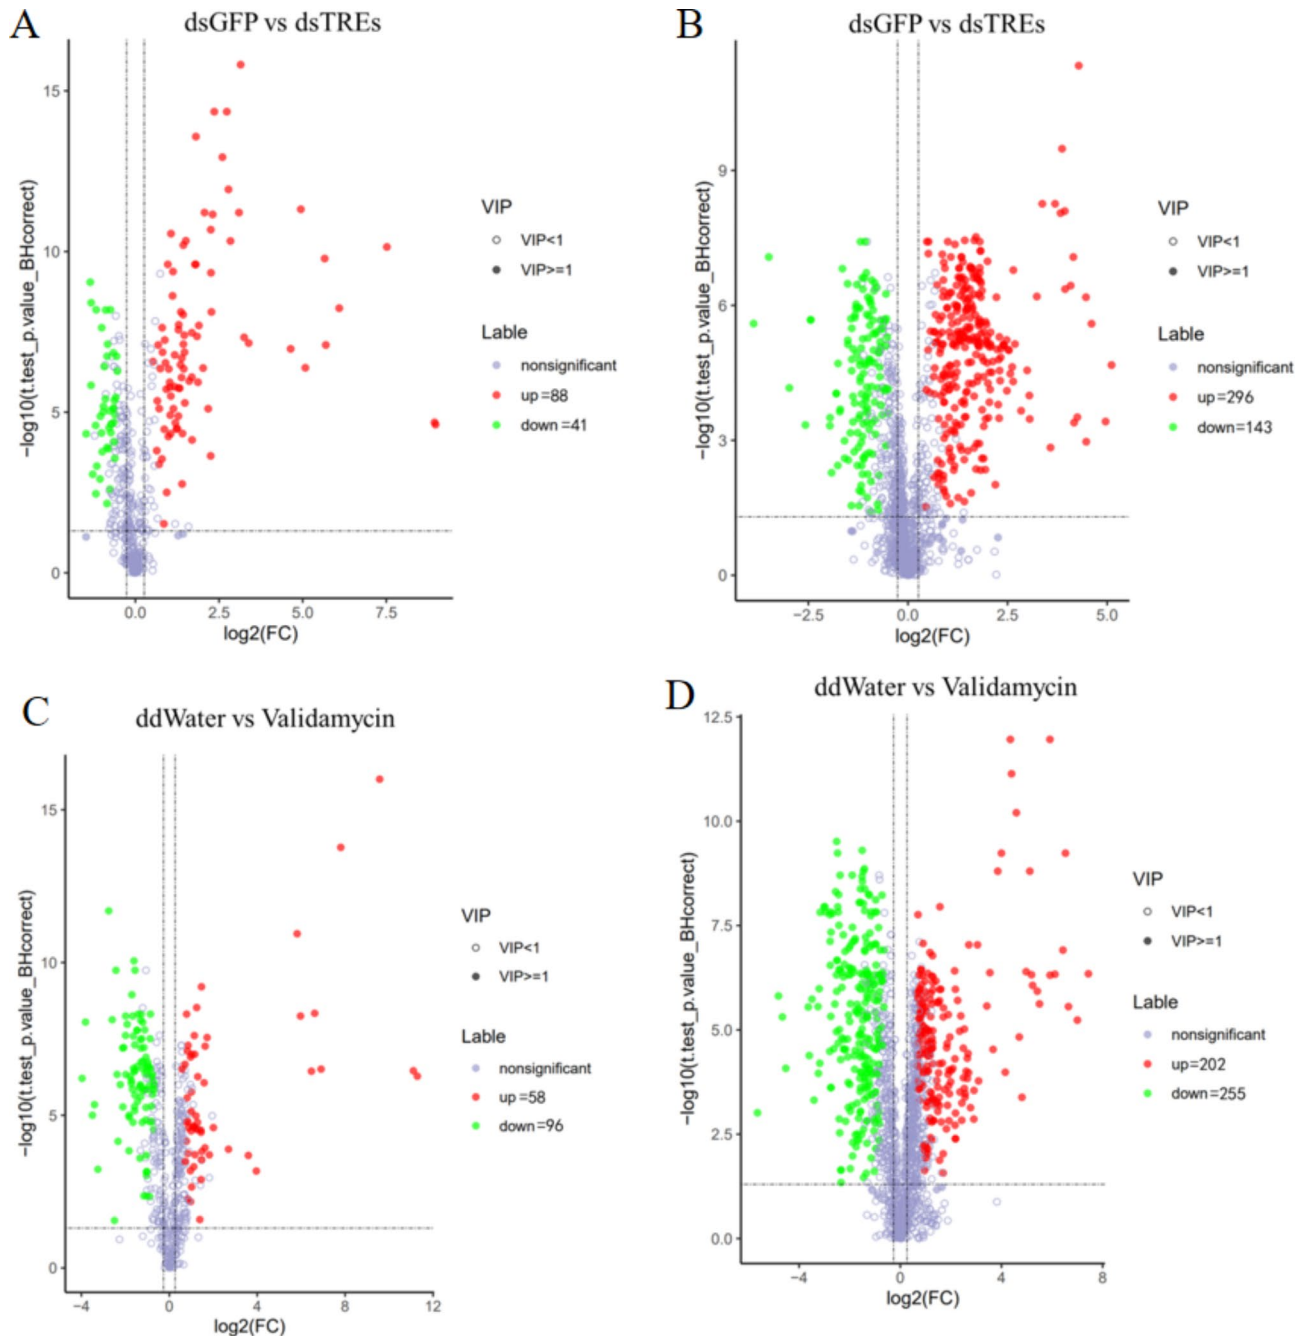 A
dsGFP vs dsTREs
15
10
5
0
−log10(t.test_p.value_BHcorrect)
0.0
2.5
5.0
7.5
log2(FC)
VIP
VIP<1
VIP>=1
Lable
nonsignificant
up=88
down=41
B
dsGFP vs dsTREs
9
6
3
0
−log10(t.test_p.value_BHcorrect)
−2.5
0.0
2.5
5.0
log2(FC)
VIP
VIP<1
VIP>=1
Lable
nonsignificant
up=296
down=143
C
ddWater vs Validamycin
15
10
5
0
−log10(t.test_p.value_BHcorrect)
−4
0
4
8
12
log2(FC)
VIP
VIP<1
VIP>=1
Lable
nonsignificant
up=58
down=96
D
ddWater vs Validamycin
12.5
10.0
7.5
5.0
2.5
0.0
−log10(t.test_p.value_BHcorrect)
−4
0
4
8
log2(FC)
VIP
VIP<1
VIP>=1
Lable
nonsignificant
up=202
down=255